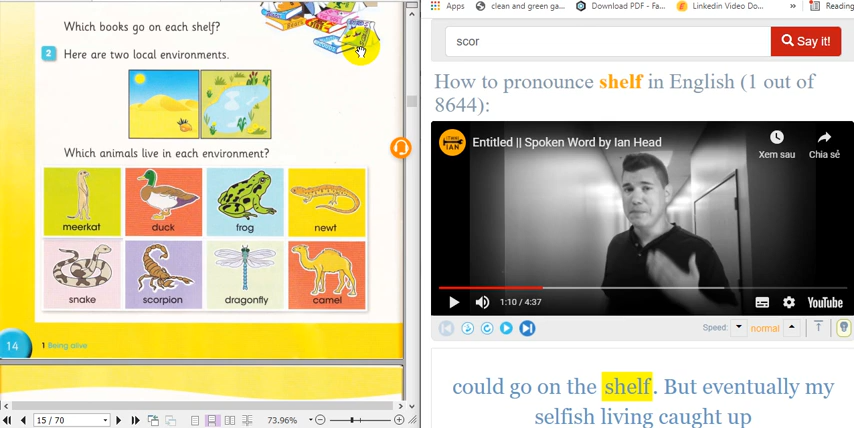 Which books go on each shelf?
2 Here are two local environments.
Which animals live in each environment?
meerkat duck frog newt
snake scorpion dragonfly camel
14 1 Being alive
15 / 70 73.96%
Apps clean and green ga... Download PDF - Fa... Linkedin Video Do... » Reading
scor Say it!
How to pronounce shelf in English (1 out of
8644):
THINK IAN Entitled || Spoken Word by Ian Head
Xem sau Chia sẻ
1:10 / 4:37 YouTube
Speed: normal
could go on the shelf. But eventually my
selfish living caught up